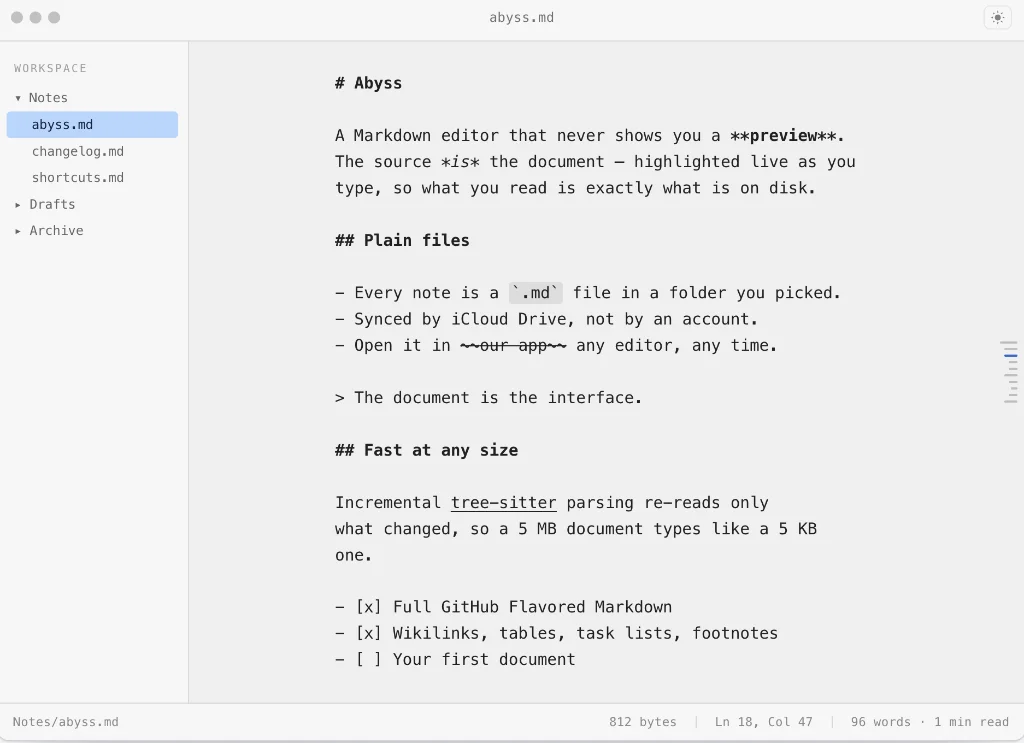 abyss.md
WORKSPACE
▾ Notes
abyss.md
changelog.md
shortcuts.md
▸ Drafts
▸ Archive
# Abyss
A Markdown editor that never shows you a **preview**.
The source *is* the document — highlighted live as you
type, so what you read is exactly what is on disk.
## Plain files
- Every note is a `.md` file in a folder you picked.
- Synced by iCloud Drive, not by an account.
- Open it in ~~our app~~ any editor, any time.
> The document is the interface.
## Fast at any size
Incremental tree-sitter parsing re-reads only
what changed, so a 5 MB document types like a 5 KB
one.
- [x] Full GitHub Flavored Markdown
- [x] Wikilinks, tables, task lists, footnotes
- [ ] Your first document
Notes/abyss.md
812 bytes | Ln 18, Col 47 | 96 words · 1 min read